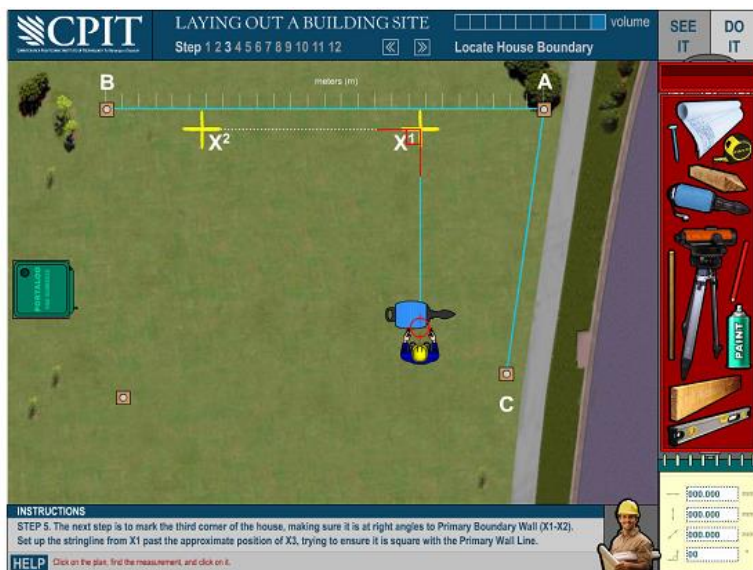 CPIT
LAYING OUT A BUILDING SITE
Step 1 2 3 4 5 6 7 8 9 10 11 12
volume
Locate House Boundary
SEE IT
DO IT
meters (m)
B
A
X²
X¹
PORTALOO
C
PAINT
INSTRUCTIONS
STEP 5. The next step is to mark the third corner of the house, making sure it is at right angles to Primary Boundary Wall (X1-X2).
Set up the stringline from X1 past the approximate position of X3, trying to ensure it is square with the Primary Wall Line.
HELP
Click on the plan, find the measurement, and click on it.
000.000 mm
000.000 mm
000.000 mm
00 °